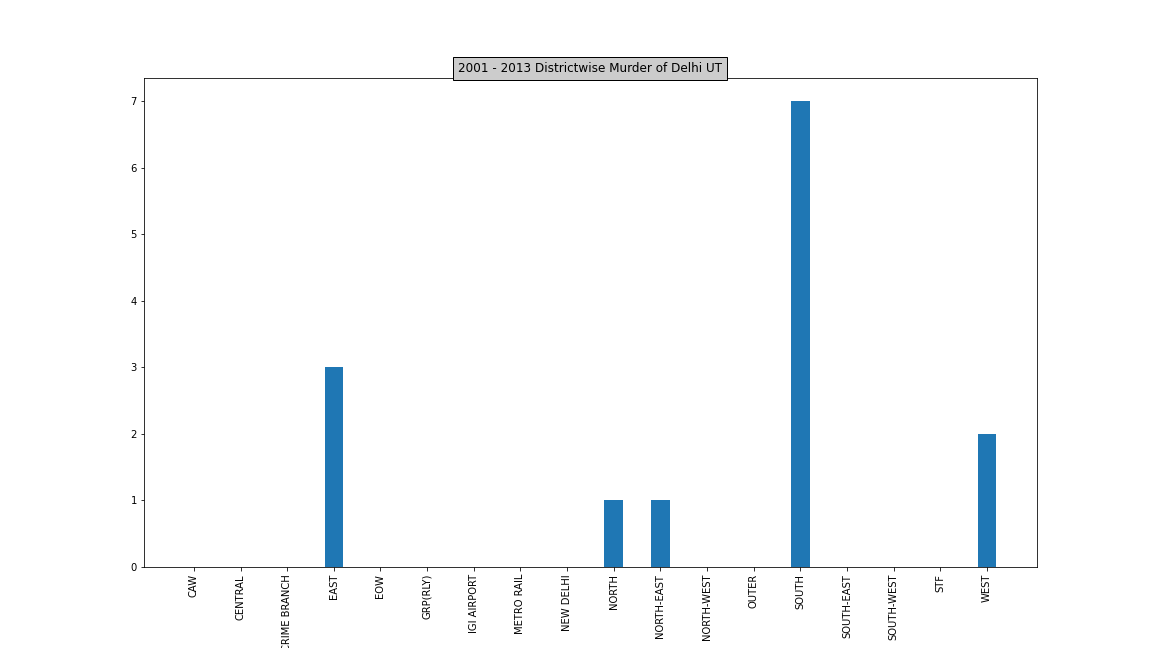 2001 - 2013 Districtwise Murder of Delhi UT
7
6
5
4
3
2
1
0
CAW
CENTRAL
CRIME BRANCH
EAST
EOW
GRP(RLY)
IGI AIRPORT
METRO RAIL
NEW DELHI
NORTH
NORTH-EAST
NORTH-WEST
OUTER
SOUTH
SOUTH-EAST
SOUTH-WEST
STF
WEST